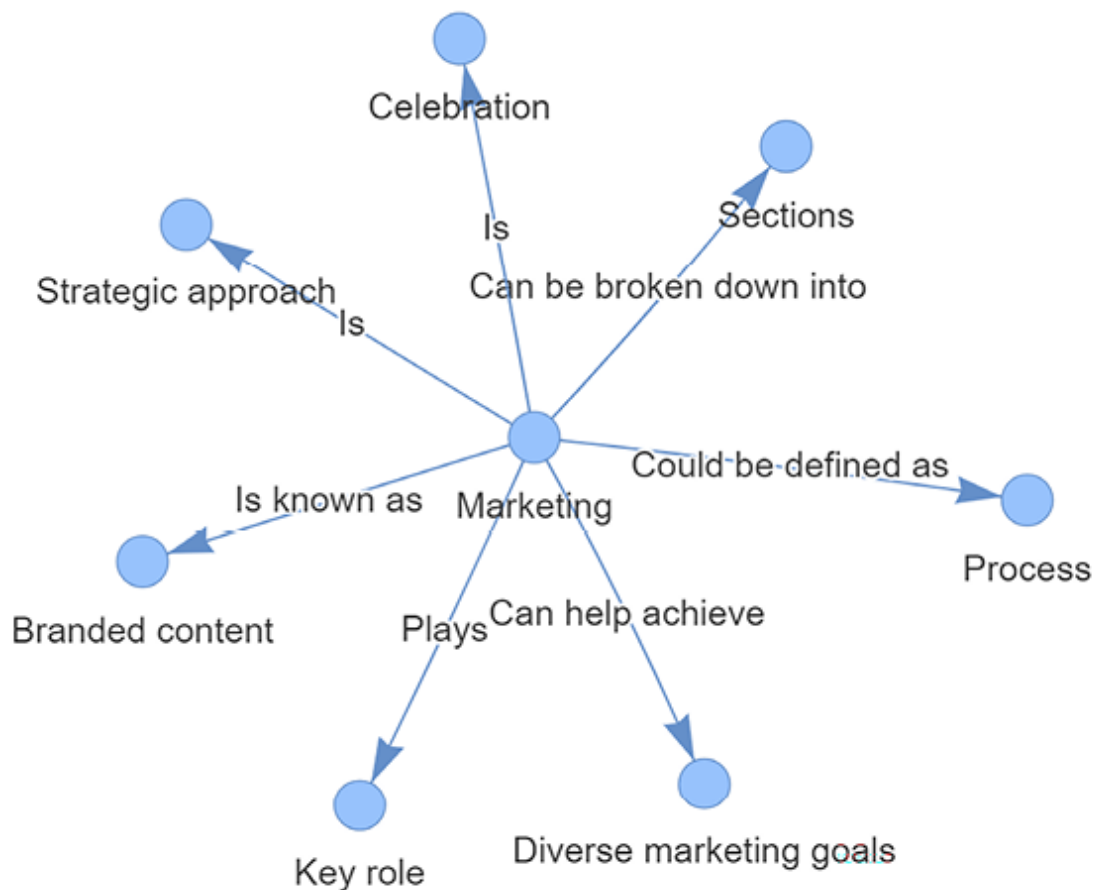 Celebration
Sections
Is
Can be broken down into
Strategic approach
Is
Could be defined as
Is known as
Marketing
Process
Branded content
Plays
Can help achieve
Key role
Diverse marketing goals